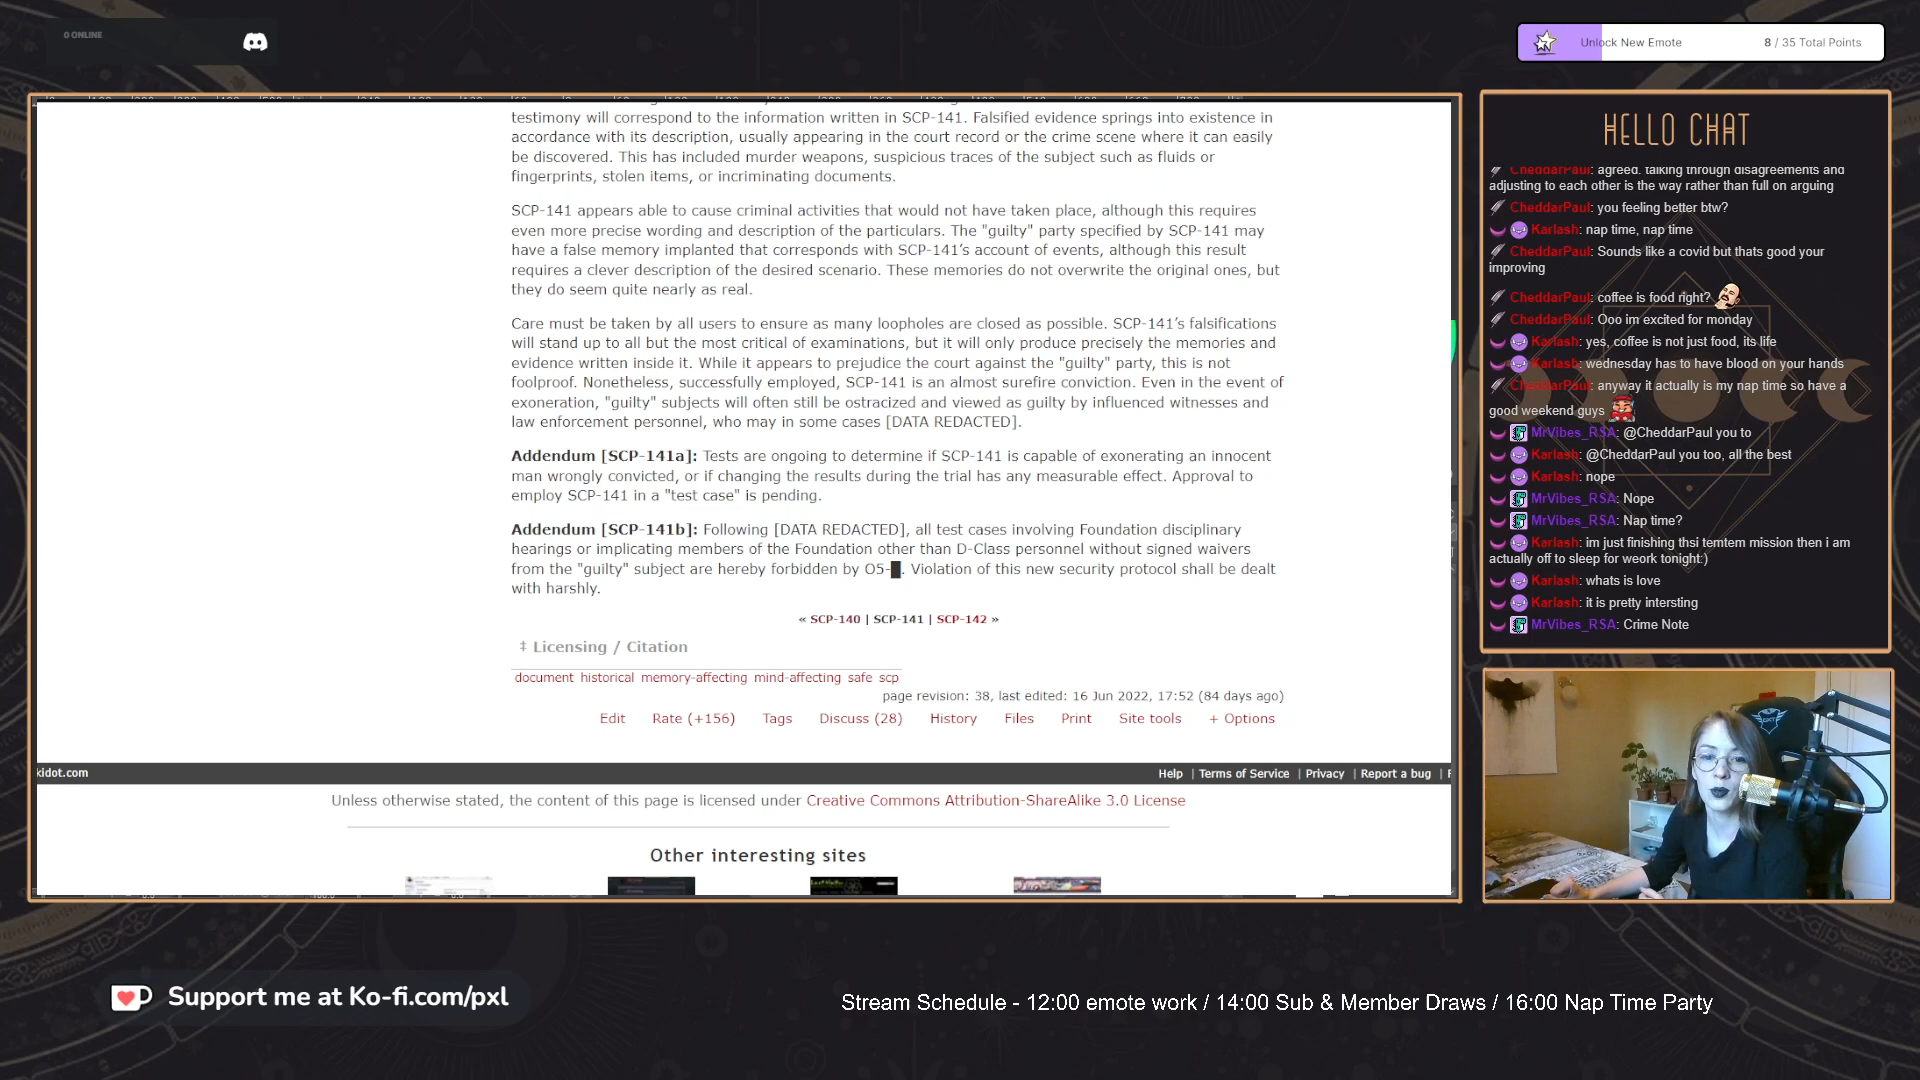 0 ONLINE
Unlock New Emote
8 / 35 Total Points
testimony will correspond to the information written in SCP-141. Falsified evidence springs into existence in
accordance with its description, usually appearing in the court record or the crime scene where it can easily
be discovered. This has included murder weapons, suspicious traces of the subject such as fluids or
fingerprints, stolen items, or incriminating documents.
SCP-141 appears able to cause criminal activities that would not have taken place, although this requires
even more precise wording and description of the particulars. The "guilty" party specified by SCP-141 may
have a false memory implanted that corresponds with SCP-141's account of events, although this result
requires a clever description of the desired scenario. These memories do not overwrite the original ones, but
they do seem quite nearly as real.
Care must be taken by all users to ensure as many loopholes are closed as possible. SCP-141's falsifications
will stand up to all but the most critical of examinations, but it will only produce precisely the memories and
evidence written inside it. While it appears to prejudice the court against the "guilty" party, this is not
foolproof. Nonetheless, successfully employed, SCP-141 is an almost surefire conviction. Even in the event of
exoneration, "guilty" subjects will often still be ostracized and viewed as guilty by influenced witnesses and
law enforcement personnel, who may in some cases [DATA REDACTED].
Addendum [SCP-141a]: Tests are ongoing to determine if SCP-141 is capable of exonerating an innocent
man wrongly convicted, or if changing the results during the trial has any measurable effect. Approval to
employ SCP-141 in a "test case" is pending.
Addendum [SCP-141b]: Following [DATA REDACTED], all test cases involving Foundation disciplinary
hearings or implicating members of the Foundation other than D-Class personnel without signed waivers
from the "guilty" subject are hereby forbidden by O5-█. Violation of this new security protocol shall be dealt
with harshly.
« SCP-140 | SCP-141 | SCP-142 »
‡ Licensing / Citation
document historical memory-affecting mind-affecting safe scp
page revision: 38, last edited: 16 Jun 2022, 17:52 (84 days ago)
Edit Rate (+156) Tags Discuss (28) History Files Print Site tools + Options
kidot.com
Help | Terms of Service | Privacy | Report a bug |
Unless otherwise stated, the content of this page is licensed under Creative Commons Attribution-ShareAlike 3.0 License
Other interesting sites
HELLO CHAT
CheddarPaul: agreed. talking through disagreements and
adjusting to each other is the way rather than full on arguing
CheddarPaul: you feeling better btw?
Karlash: nap time, nap time
CheddarPaul: Sounds like a covid but thats good your
improving
CheddarPaul: coffee is food right?
CheddarPaul: Ooo im excited for monday
Karlash: yes, coffee is not just food, its life
Karlash: wednesday has to have blood on your hands
CheddarPaul: anyway it actually is my nap time so have a
good weekend guys
MrVibes_RSA: @CheddarPaul you to
Karlash: @CheddarPaul you too, all the best
Karlash: nope
MrVibes_RSA: Nope
MrVibes_RSA: Nap time?
Karlash: im just finishing thsi temtem mission then i am
actually off to sleep for weork tonight:)
Karlash: whats is love
Karlash: it is pretty intersting
MrVibes_RSA: Crime Note
Support me at Ko-fi.com/pxl
Stream Schedule - 12:00 emote work / 14:00 Sub & Member Draws / 16:00 Nap Time Party